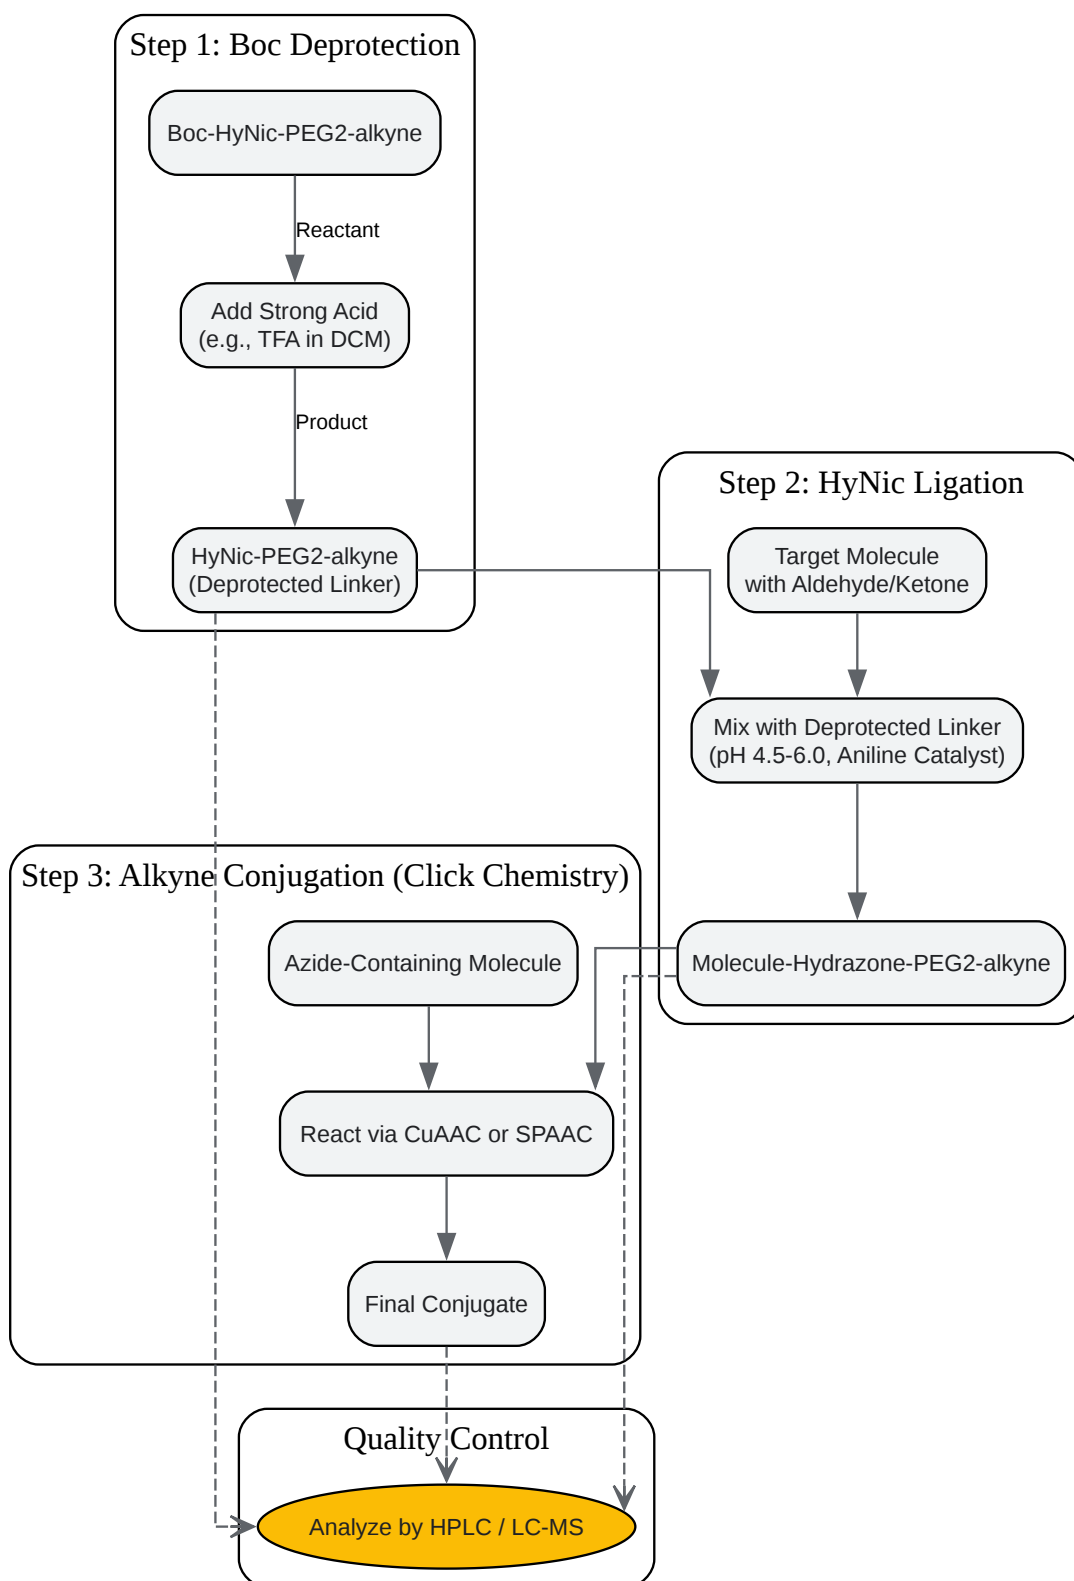 Step 1: Boc Deprotection
Boc-HyNic-PEG2-alkyne
Reactant
Add Strong Acid
(e.g., TFA in DCM)
Product
HyNic-PEG2-alkyne
(Deprotected Linker)
Step 2: HyNic Ligation
Target Molecule
with Aldehyde/Ketone
Mix with Deprotected Linker
(pH 4.5-6.0, Aniline Catalyst)
Molecule-Hydrazone-PEG2-alkyne
Step 3: Alkyne Conjugation (Click Chemistry)
Azide-Containing Molecule
React via CuAAC or SPAAC
Final Conjugate
Quality Control
Analyze by HPLC / LC-MS